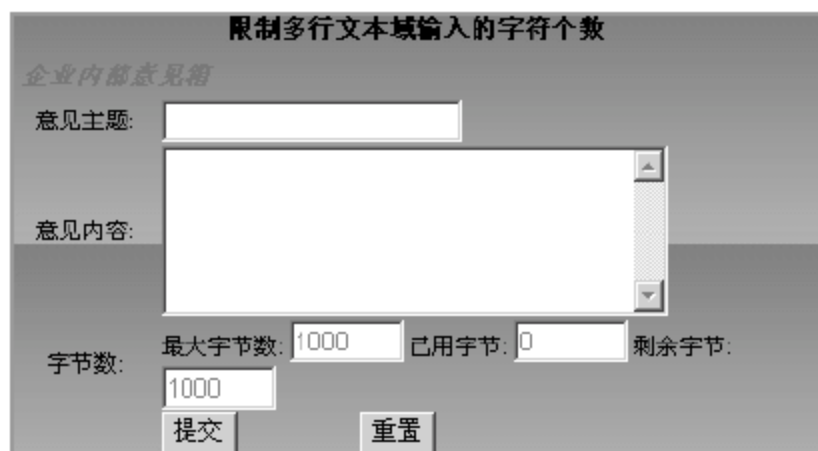 限制多行文本域输入的字符个数
企业内部意见箱
意见主题:
意见内容:
字节数: 最大字节数: 1000 已用字节: 0 剩余字节:
1000
提交 重置